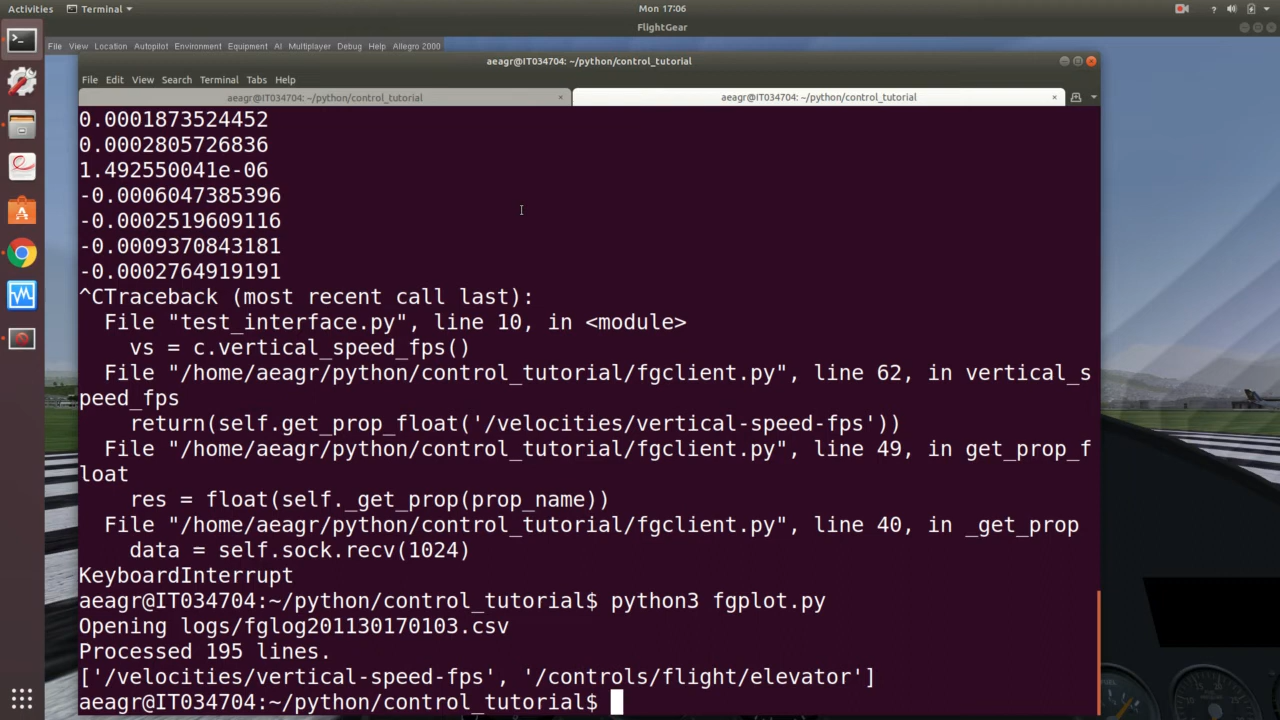 Activities Terminal Mon 17:06 ?
FlightGear
File View Location Autopilot Environment Equipment AI Multiplayer Debug Help Allegro 2000
aeagr@IT034704: ~/python/control_tutorial
File Edit View Search Terminal Tabs Help
aeagr@IT034704: ~/python/control_tutorial × aeagr@IT034704: ~/python/control_tutorial ×
0.0001873524452
0.0002805726836
1.492550041e-06
-0.0006047385396
-0.0002519609116
-0.0009370843181
-0.0002764919191
^CTraceback (most recent call last):
  File "test_interface.py", line 10, in <module>
    vs = c.vertical_speed_fps()
  File "/home/aeagr/python/control_tutorial/fgclient.py", line 62, in vertical_s
peed_fps
    return(self.get_prop_float('/velocities/vertical-speed-fps'))
  File "/home/aeagr/python/control_tutorial/fgclient.py", line 49, in get_prop_f
loat
    res = float(self._get_prop(prop_name))
  File "/home/aeagr/python/control_tutorial/fgclient.py", line 40, in _get_prop
    data = self.sock.recv(1024)
KeyboardInterrupt
aeagr@IT034704:~/python/control_tutorial$ python3 fgplot.py
Opening logs/fglog201130170103.csv
Processed 195 lines.
['/velocities/vertical-speed-fps', '/controls/flight/elevator']
aeagr@IT034704:~/python/control_tutorial$